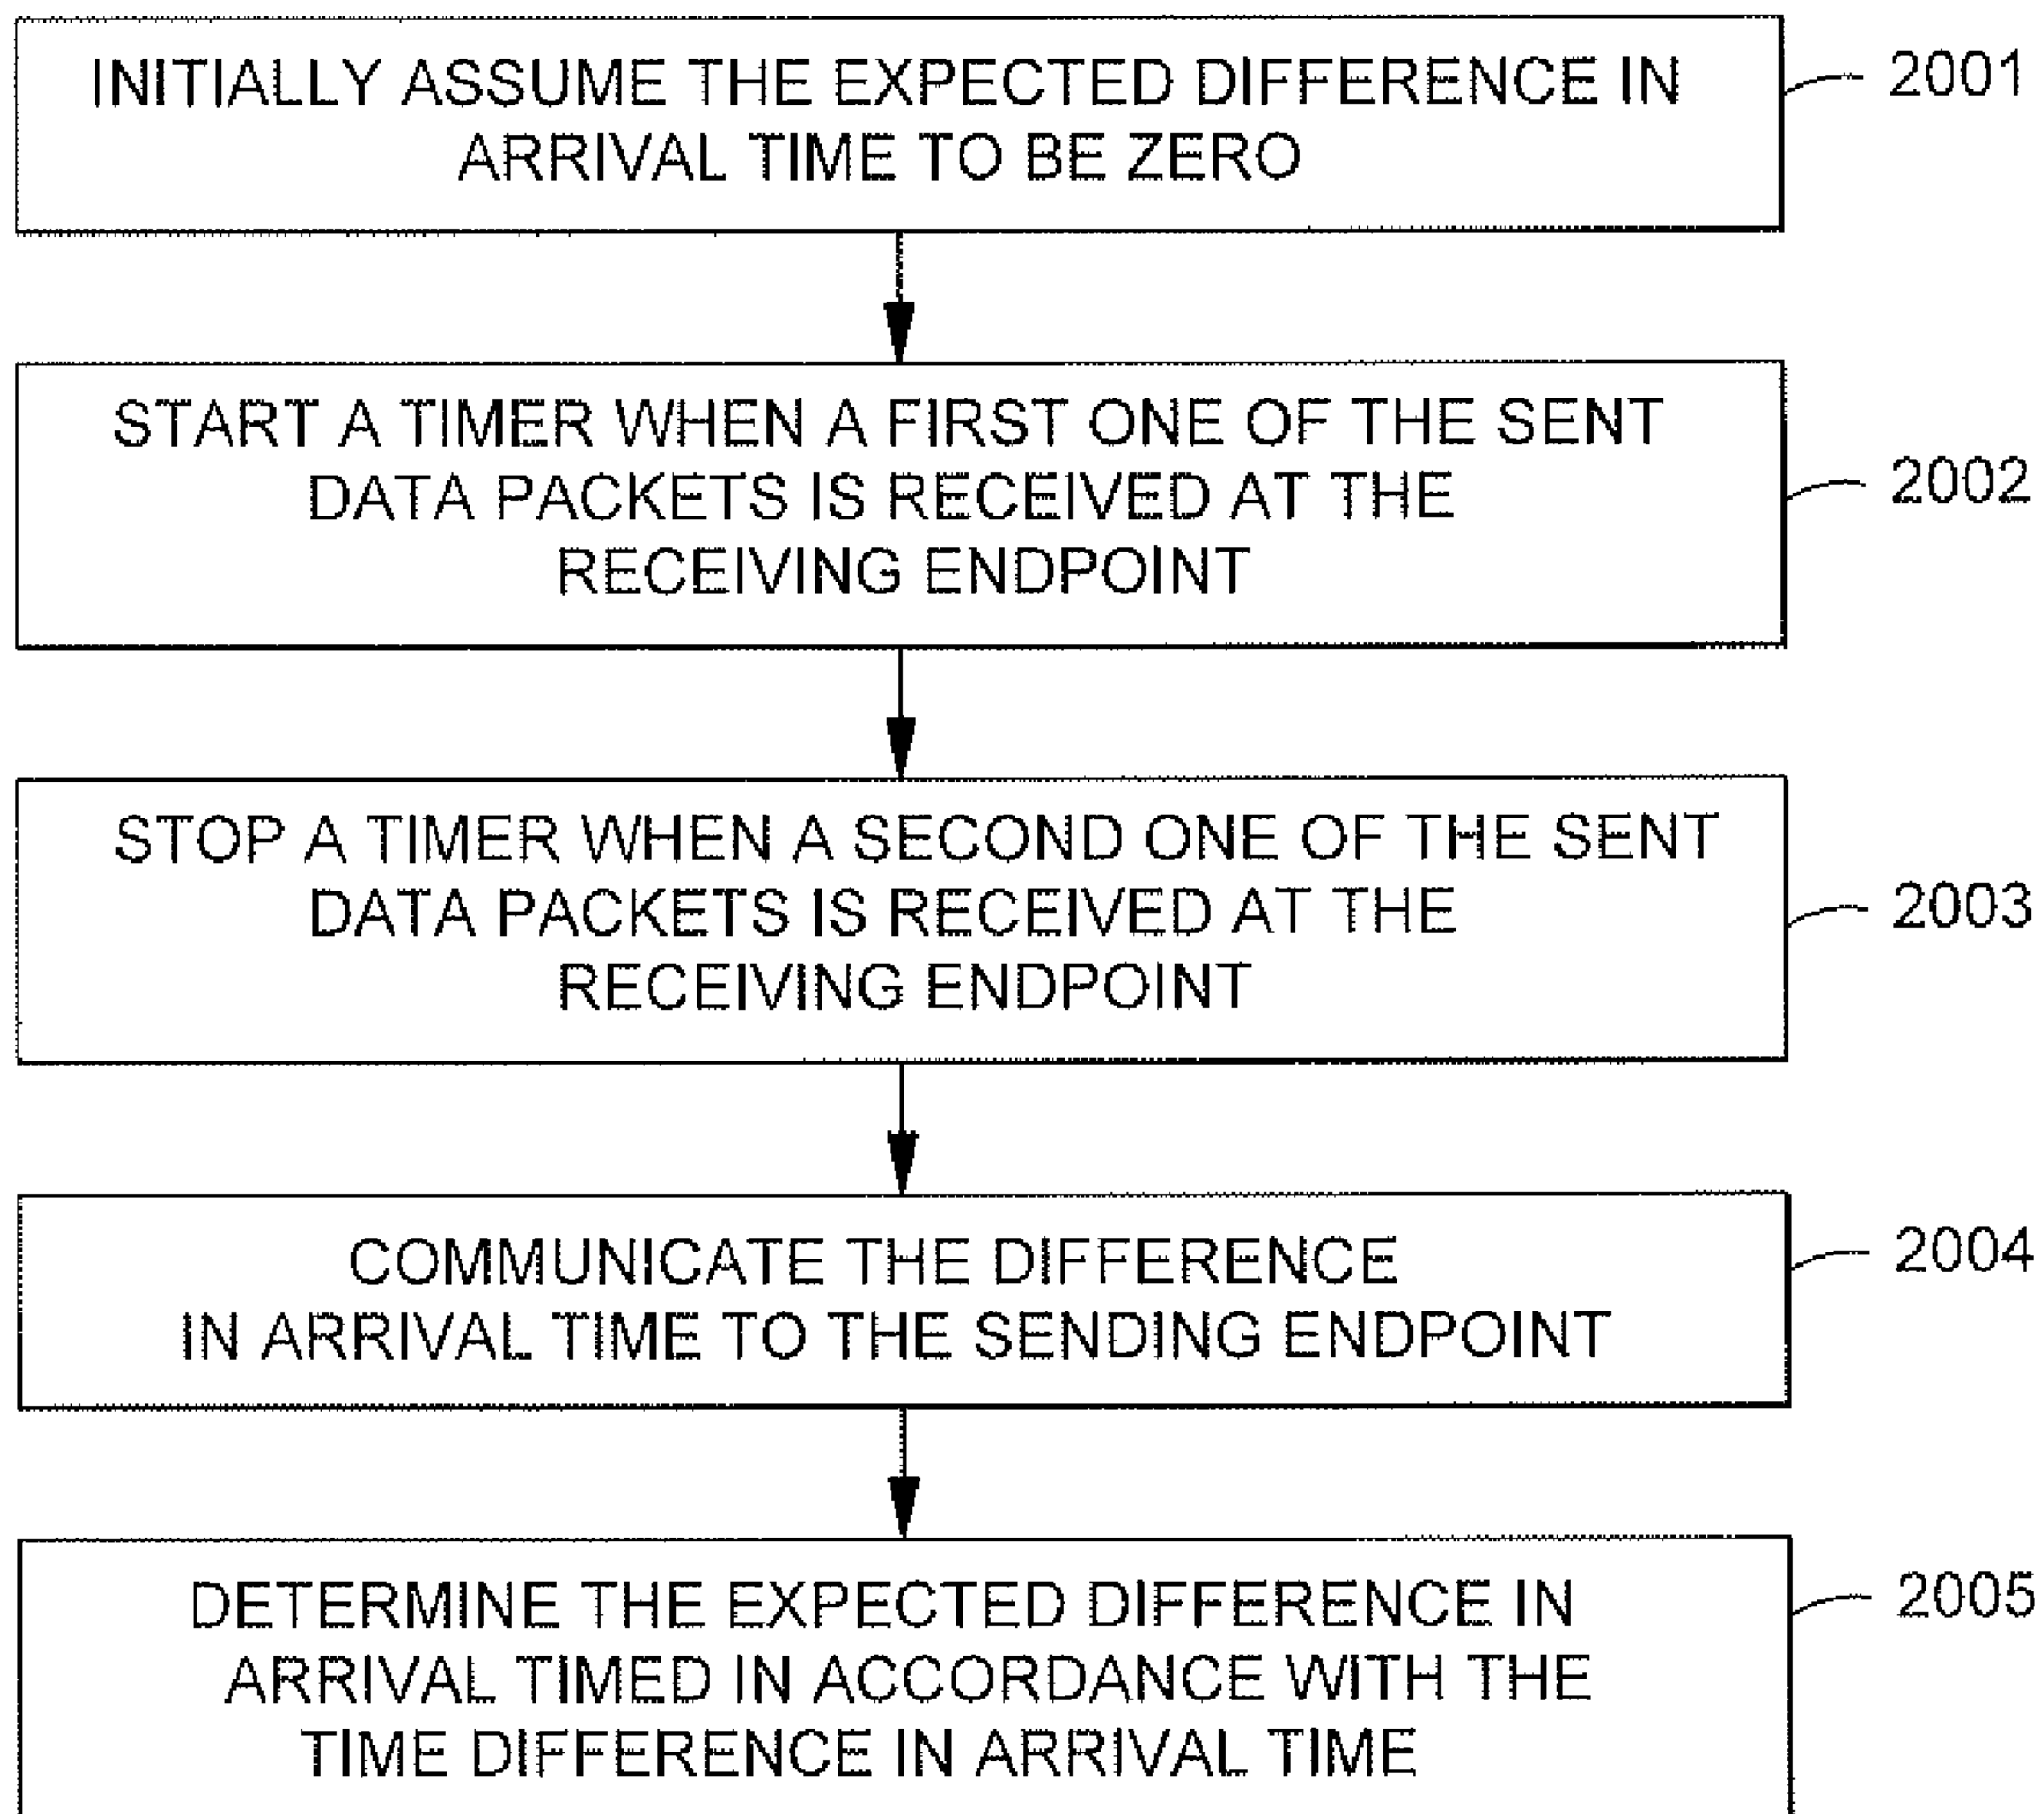 INITIALLY ASSUME THE EXPECTED DIFFERENCE IN
ARRIVAL TIME TO BE ZERO
2001
START A TIMER WHEN A FIRST ONE OF THE SENT
DATA PACKETS IS RECEIVED AT THE
RECEIVING ENDPOINT
2002
STOP A TIMER WHEN A SECOND ONE OF THE SENT
DATA PACKETS IS RECEIVED AT THE
RECEIVING ENDPOINT
2003
COMMUNICATE THE DIFFERENCE
IN ARRIVAL TIME TO THE SENDING ENDPOINT
2004
DETERMINE THE EXPECTED DIFFERENCE IN
ARRIVAL TIMED IN ACCORDANCE WITH THE
TIME DIFFERENCE IN ARRIVAL TIME
2005